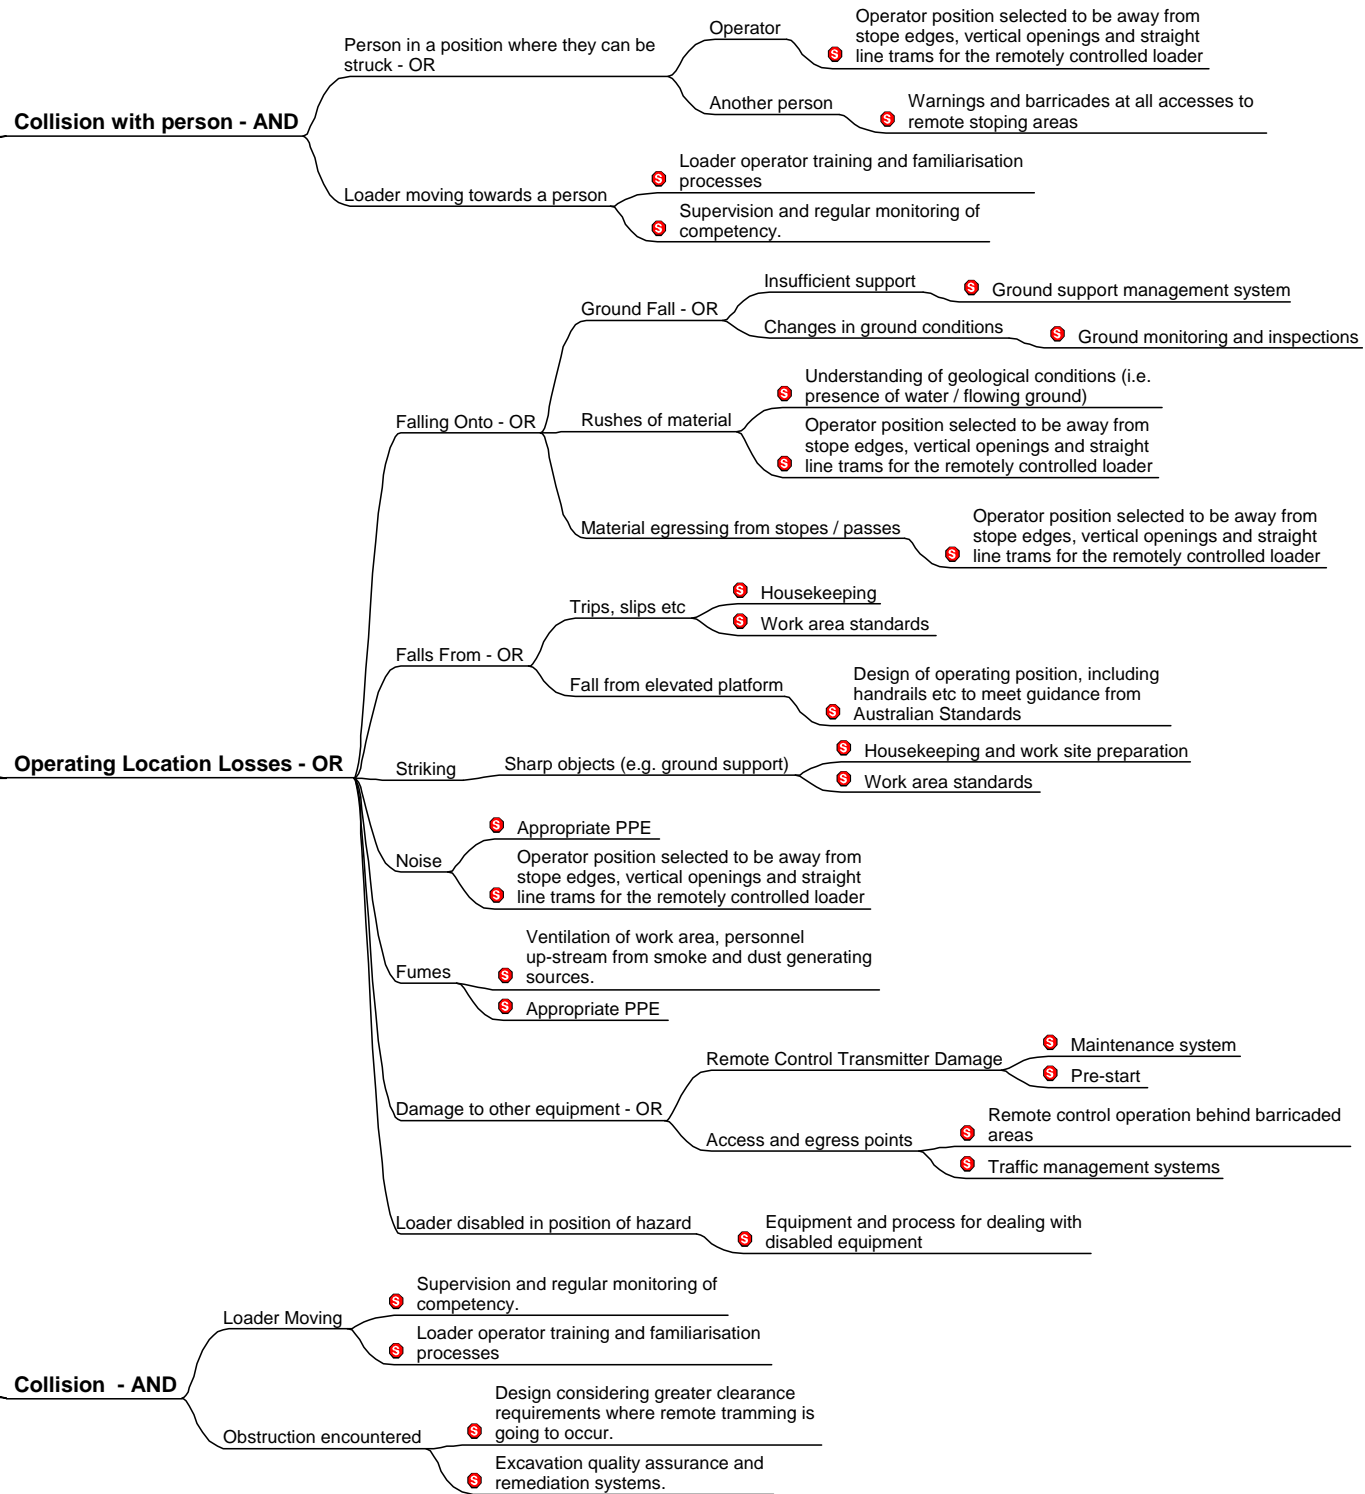 Collision with person - AND
Person in a position where they can be
struck - OR
Operator
Operator position selected to be away from
stope edges, vertical openings and straight
line trams for the remotely controlled loader
Another person
Warnings and barricades at all accesses to
remote stoping areas
Loader moving towards a person
Loader operator training and familiarisation
processes
Supervision and regular monitoring of
competency.
Operating Location Losses - OR
Falling Onto - OR
Ground Fall - OR
Insufficient support
Ground support management system
Changes in ground conditions
Ground monitoring and inspections
Rushes of material
Understanding of geological conditions (i.e.
presence of water / flowing ground)
Operator position selected to be away from
stope edges, vertical openings and straight
line trams for the remotely controlled loader
Material egressing from stopes / passes
Operator position selected to be away from
stope edges, vertical openings and straight
line trams for the remotely controlled loader
Falls From - OR
Trips, slips etc
Housekeeping
Work area standards
Fall from elevated platform
Design of operating position, including
handrails etc to meet guidance from
Australian Standards
Striking
Sharp objects (e.g. ground support)
Housekeeping and work site preparation
Work area standards
Noise
Appropriate PPE
Operator position selected to be away from
stope edges, vertical openings and straight
line trams for the remotely controlled loader
Fumes
Ventilation of work area, personnel
up-stream from smoke and dust generating
sources.
Appropriate PPE
Damage to other equipment - OR
Remote Control Transmitter Damage
Maintenance system
Pre-start
Access and egress points
Remote control operation behind barricaded
areas
Traffic management systems
Loader disabled in position of hazard
Equipment and process for dealing with
disabled equipment
Collision  - AND
Loader Moving
Supervision and regular monitoring of
competency.
Loader operator training and familiarisation
processes
Obstruction encountered
Design considering greater clearance
requirements where remote tramming is
going to occur.
Excavation quality assurance and
remediation systems.